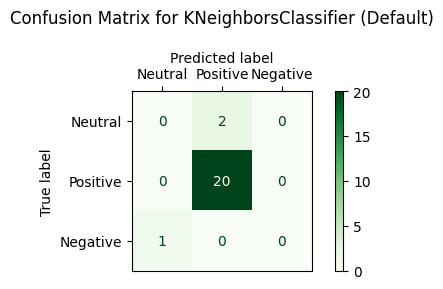 Confusion Matrix for KNeighborsClassifier (Default)
Predicted label
Neutral Positive Negative
Neutral 0 2 0
Positive 0 20 0
Negative 1 0 0
True label
20
15
10
5
0